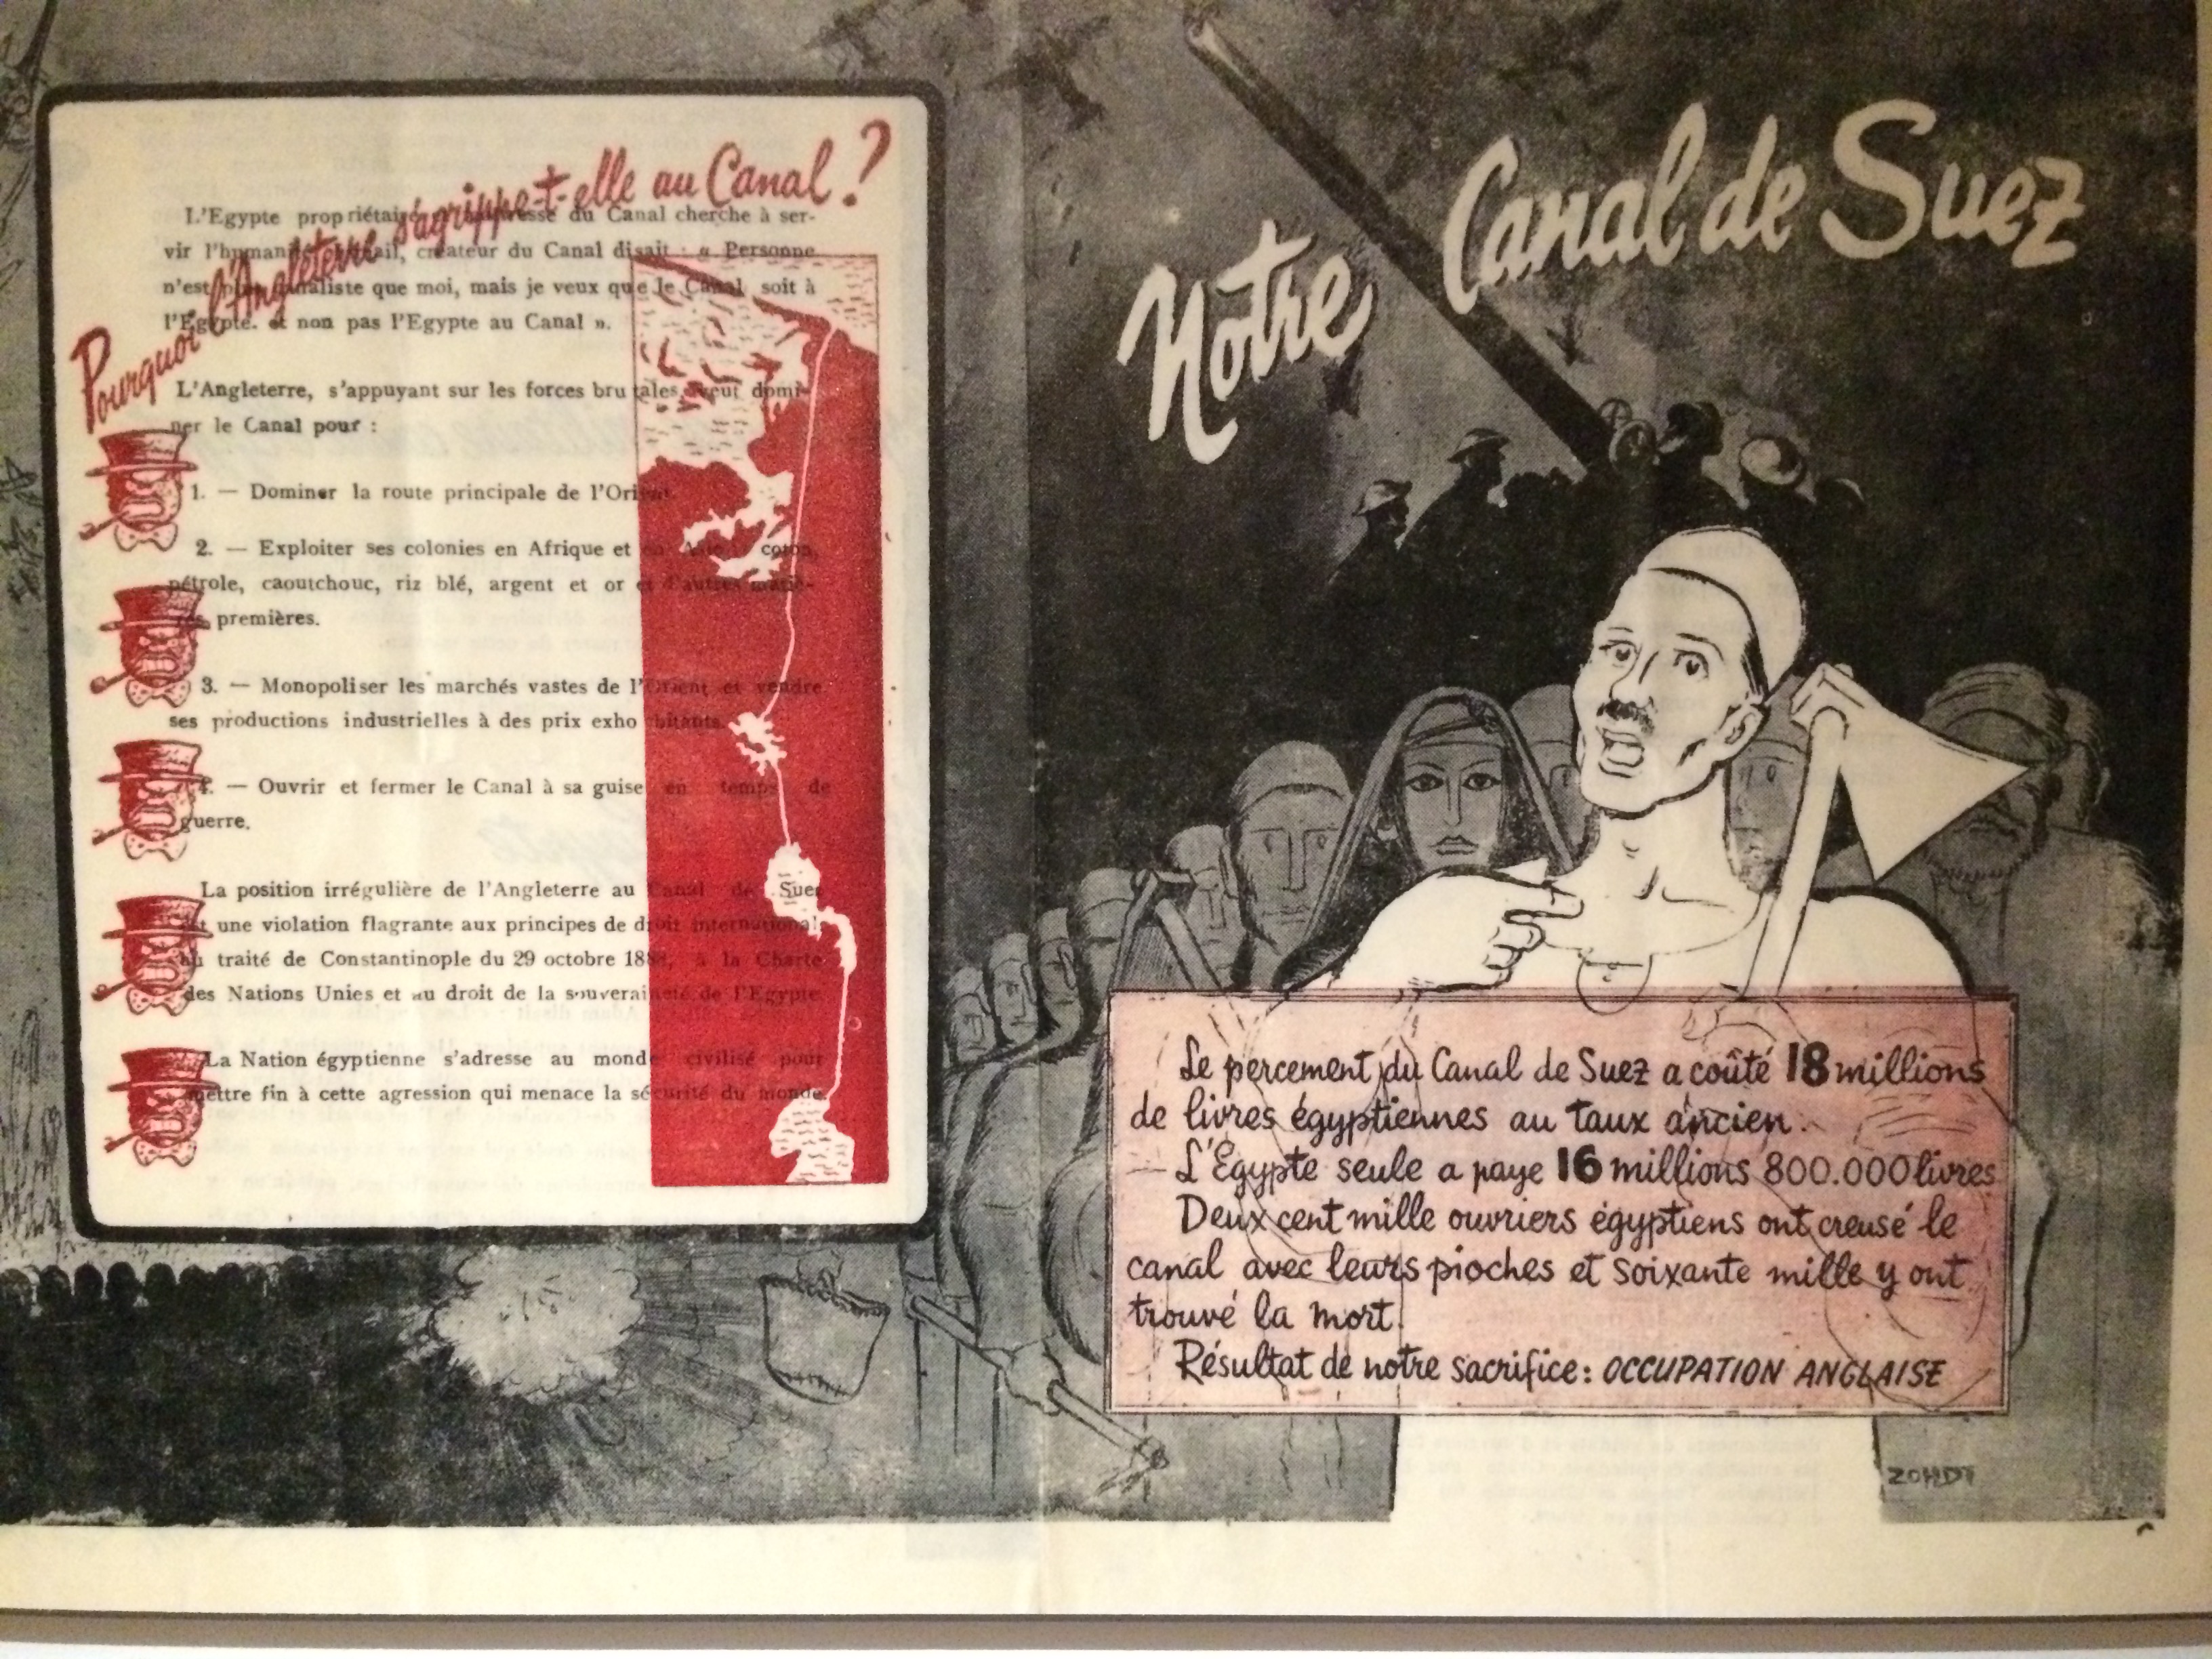 Pourquoi l'Angleterre s'agrippe-t-elle au Canal ?
L'Egypte propriétaire du Canal cherche à ser-
vir l'humanité créateur du Canal disait : « Personne
n'est plus canaliste que moi, mais je veux que le Canal soit à
l'Egypte. et non pas l'Egypte au Canal ».
L'Angleterre, s'appuyant sur les forces brutales, veut domi-
ner le Canal pour :
1. — Dominer la route principale de l'Orient
2. — Exploiter ses colonies en Afrique et en Asie : coton,
pétrole, caoutchouc, riz blé, argent et or et d'autres matiè-
res premières.
3. — Monopoliser les marchés vastes de l'Orient et vendre
ses productions industrielles à des prix exhorbitants.
4. — Ouvrir et fermer le Canal à sa guise en temps de
guerre.
La position irrégulière de l'Angleterre au Canal de Suez
est une violation flagrante aux principes de droit international,
au traité de Constantinople du 29 octobre 1888, à la Charte
des Nations Unies et au droit de la souveraineté de l'Egypte.
La Nation égyptienne s'adresse au monde civilisé pour
mettre fin à cette agression qui menace la sécurité du monde.
Notre Canal de Suez
Le percement du Canal de Suez a coûté 18 millions
de livres égyptiennes au taux ancien.
L'Egypte seule a paye 16 millions 800.000 livres
Deux cent mille ouvriers égyptiens ont creusé le
canal avec leurs pioches et soixante mille y ont
trouvé la mort.
Résultat de notre sacrifice: OCCUPATION ANGLAISE
ZOHDY